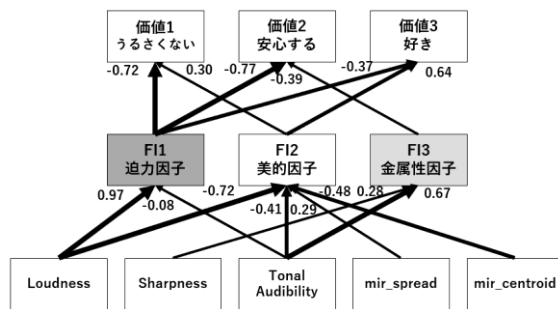 価値1
うるさくない
価値2
安心する
価値3
好き
-0.72
0.30
-0.77
-0.39
-0.37
0.64
FI1
迫力因子
FI2
美的因子
FI3
金属性因子
0.97
-0.08
-0.72
-0.41
0.29
-0.48
0.28
0.67
Loudness
Sharpness
Tonal
Audibility
mir_spread
mir_centroid